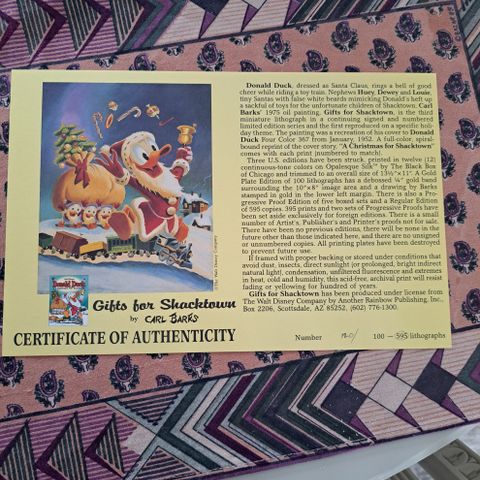 Donald Duck, dressed as Santa Claus, rings a bell of good
cheer while riding a toy train. Nephews Huey, Dewey and Louie,
tiny Santas with false white beards mimicking Donald's heft up
a sackful of toys for the unfortunate children of Shacktown. Carl
Barks' 1975 oil painting, Gifts for Shacktown, is the third
miniature lithograph in a continuing signed and numbered
limited edition series and the first reproduced on a specific holi-
day theme. The painting was a recreation of his cover to Donald
Duck Four Color 367 from January, 1952. A full-color, spiral-
bound reprint of the cover story, "A Christmas for Shacktown"
comes with each print (numbered to match).
Three U.S. editions have been struck, printed in twelve (12)
continuous-tone colors on Opalesque Silk™ by The Black Box
of Chicago and trimmed to an overall size of 13½"×11". A Gold
Plate Edition of 100 lithographs has a debossed ¼" gold band
surrounding the 10"×8" image area and a drawing by Barks
stamped in gold in the lower left margin. There is also a Pro-
gressive Proof Edition of five boxed sets and a Regular Edition
of 595 copies. 395 prints and two sets of Progressive Proofs have
been set aside exclusively for foreign editions. There is a small
number of Artist's, Publisher's and Printer's proofs not for sale.
There have been no previous editions, there will be none in the
future other than those indicated here, and there are no unsigned
or unnumbered copies. All printing plates have been destroyed
to prevent future use.
If framed with proper backing or stored under conditions that
avoid dust, insects, direct sunlight (or prolonged, bright indirect
natural light), condensation, unfiltered fluorescence and extremes
in heat, cold and humidity, this acid-free, archival print will resist
fading or yellowing for hundred of years.
Gifts for Shacktown has been produced under license from
The Walt Disney Company by Another Rainbow Publishing, Inc.,
Box 2206, Scottsdale, AZ 85252, (602) 776-1300.
Donald Duck
Gifts for Shacktown
by CARL BARKS
CERTIFICATE OF AUTHENTICITY
Number 100 — 595 lithographs